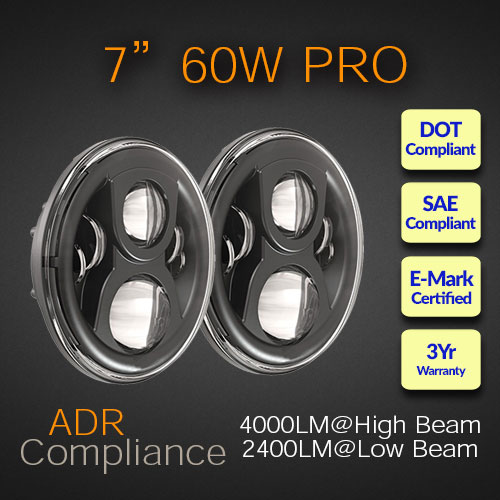 7” 60W PRO
DOT
Compliant
SAE
Compliant
E-Mark
Certified
3Yr
Warranty
ADR
Compliance
4000LM@High Beam
2400LM@Low Beam